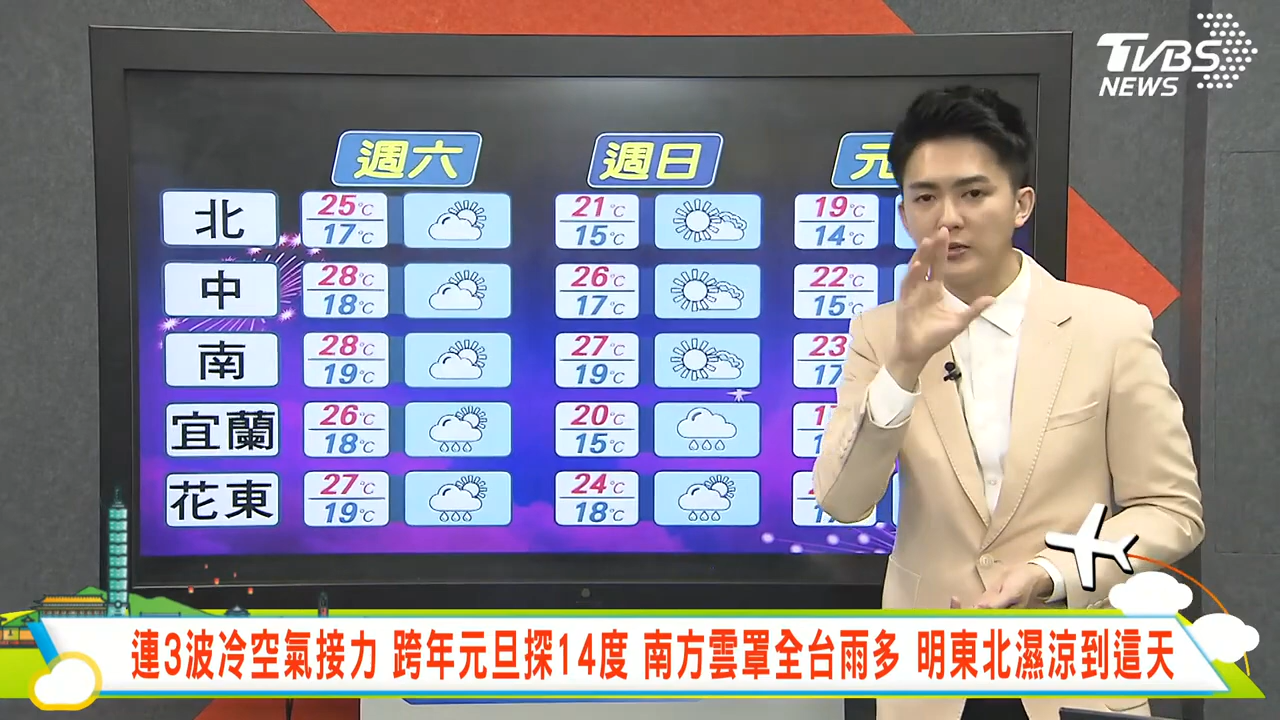 TVBS
NEWS
週六 週日 元
北 25°C 17°C 21°C 15°C 19°C 14°C
中 28°C 18°C 26°C 17°C 22°C 15°C
南 28°C 19°C 27°C 19°C 23 17
宜蘭 26°C 18°C 20°C 15°C
花東 27°C 19°C 24°C 18°C
連3波冷空氣接力 跨年元旦探14度 南方雲罩全台雨多 明東北濕涼到這天